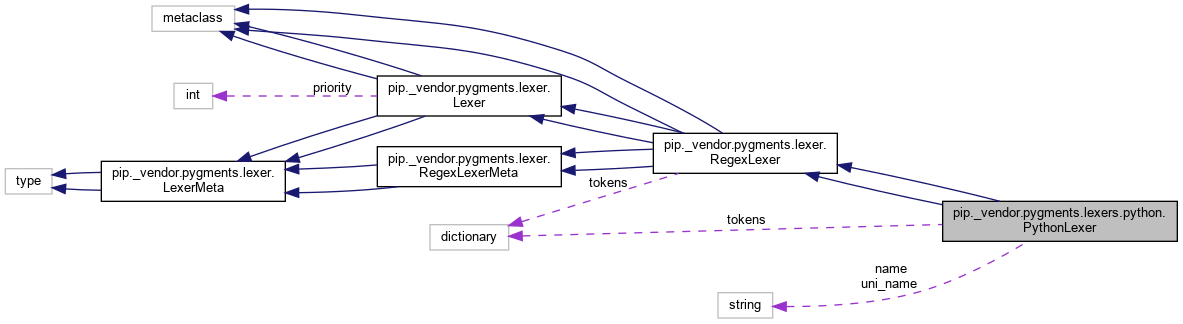 metaclass
int
priority
pip._vendor.pygments.lexer.
Lexer
type
pip._vendor.pygments.lexer.
LexerMeta
pip._vendor.pygments.lexer.
RegexLexerMeta
pip._vendor.pygments.lexer.
RegexLexer
tokens
dictionary
tokens
pip._vendor.pygments.lexers.python.
PythonLexer
name
uni_name
string